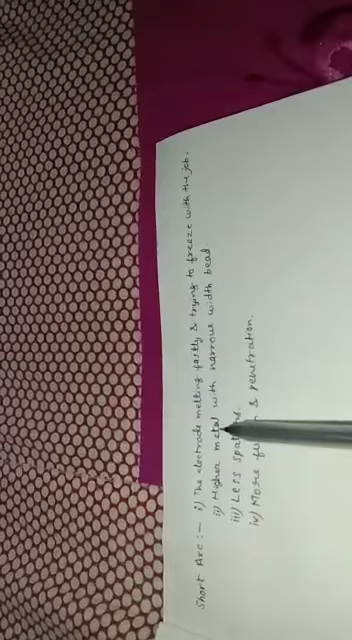 Short Arc :- i) The electrode melting fastly & trying to freeze with the job.
ii) Higher metal with narrow width bead
iii) Less
iv) More & penetration.